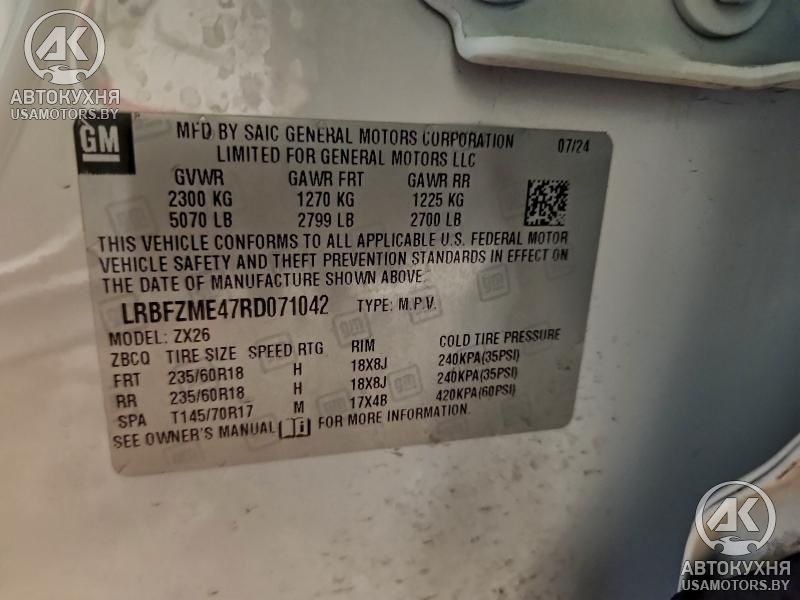 АВТОКУХНЯ
USAMOTORS.BY
GM
MFD BY SAIC GENERAL MOTORS CORPORATION 07/24
LIMITED FOR GENERAL MOTORS LLC
GVWR GAWR FRT GAWR RR
2300 KG 1270 KG 1225 KG
5070 LB 2799 LB 2700 LB
THIS VEHICLE CONFORMS TO ALL APPLICABLE U.S. FEDERAL MOTOR
VEHICLE SAFETY AND THEFT PREVENTION STANDARDS IN EFFECT ON
THE DATE OF MANUFACTURE SHOWN ABOVE.
LRBFZME47RD071042 TYPE: M.P.V.
MODEL: ZX26
ZBCQ TIRE SIZE SPEED RTG RIM COLD TIRE PRESSURE
FRT 235/60R18 H 18X8J 240KPA(35PSI)
RR 235/60R18 H 18X8J 240KPA(35PSI)
SPA T145/70R17 M 17X4B 420KPA(60PSI)
SEE OWNER'S MANUAL FOR MORE INFORMATION.
АВТОКУХНЯ
USAMOTORS.BY